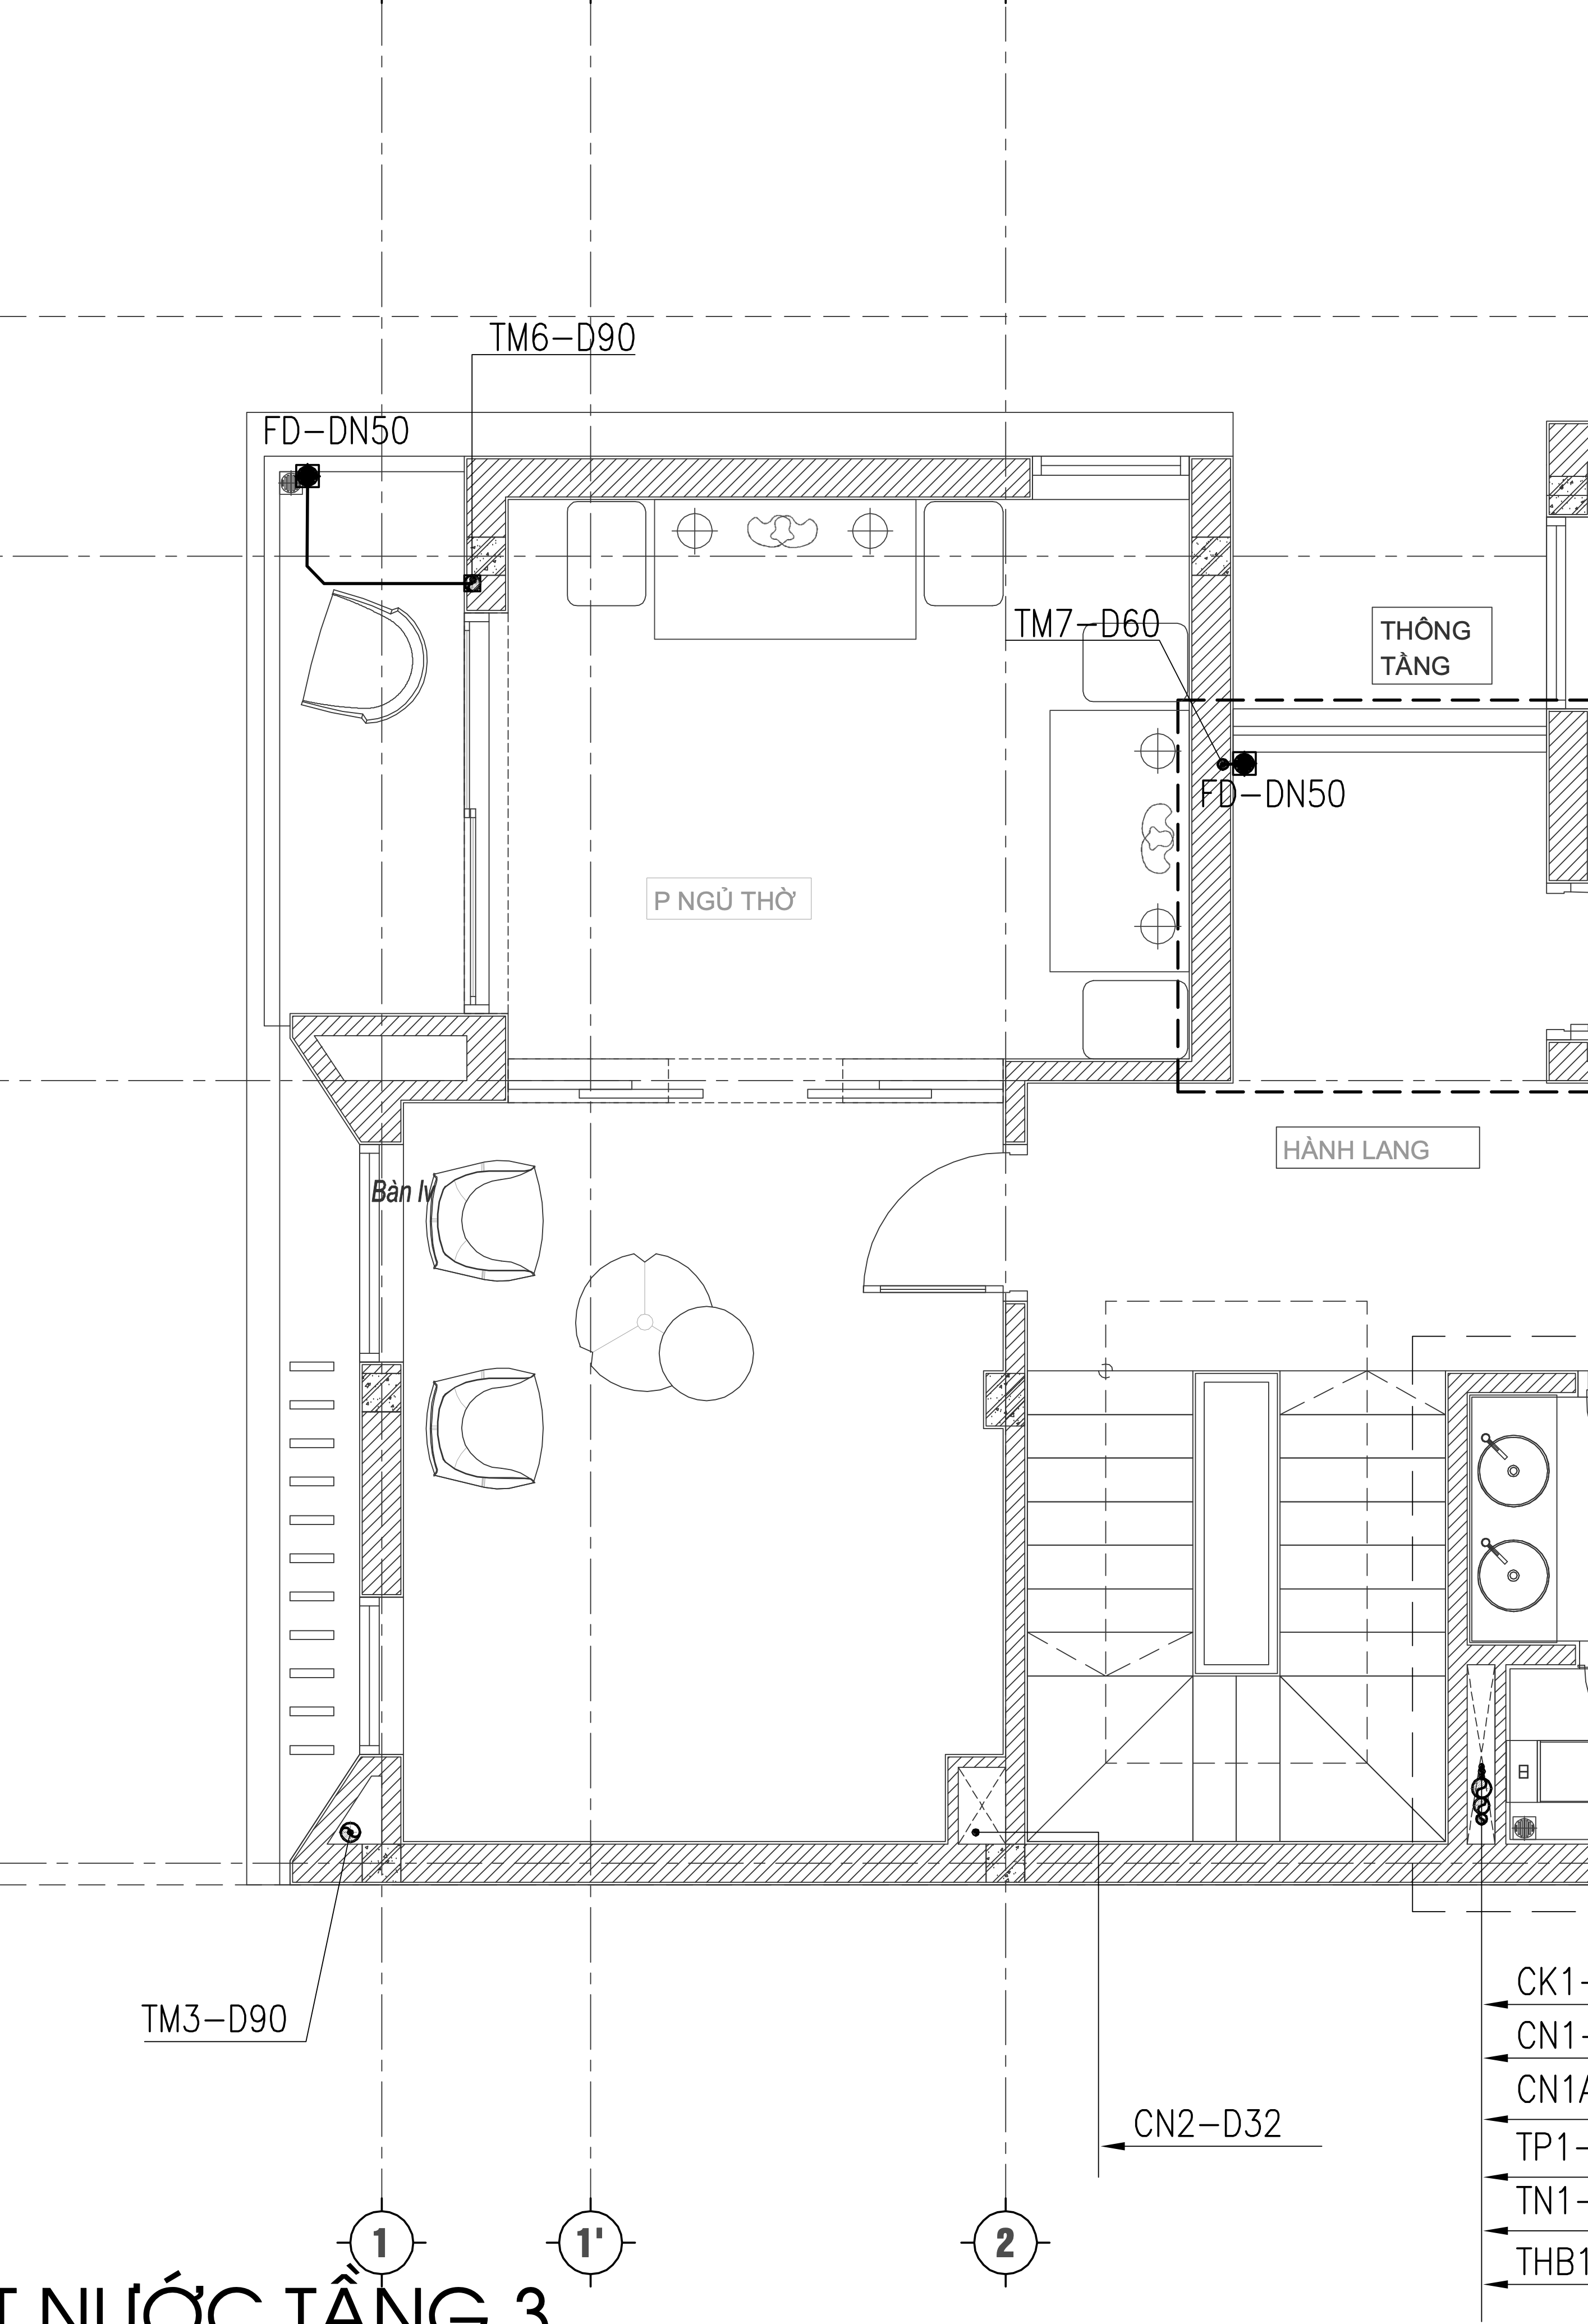 TM6-D90
FD-DN50
TM7-D60
THÔNG
TẦNG
FD-DN50
P NGỦ THỜ
HÀNH LANG
Bàn
TM3-D90
CK1-
CN1-
CN2-D32
TP1-
TN1-
1
1'
2
NƯỚC TẦNG 3